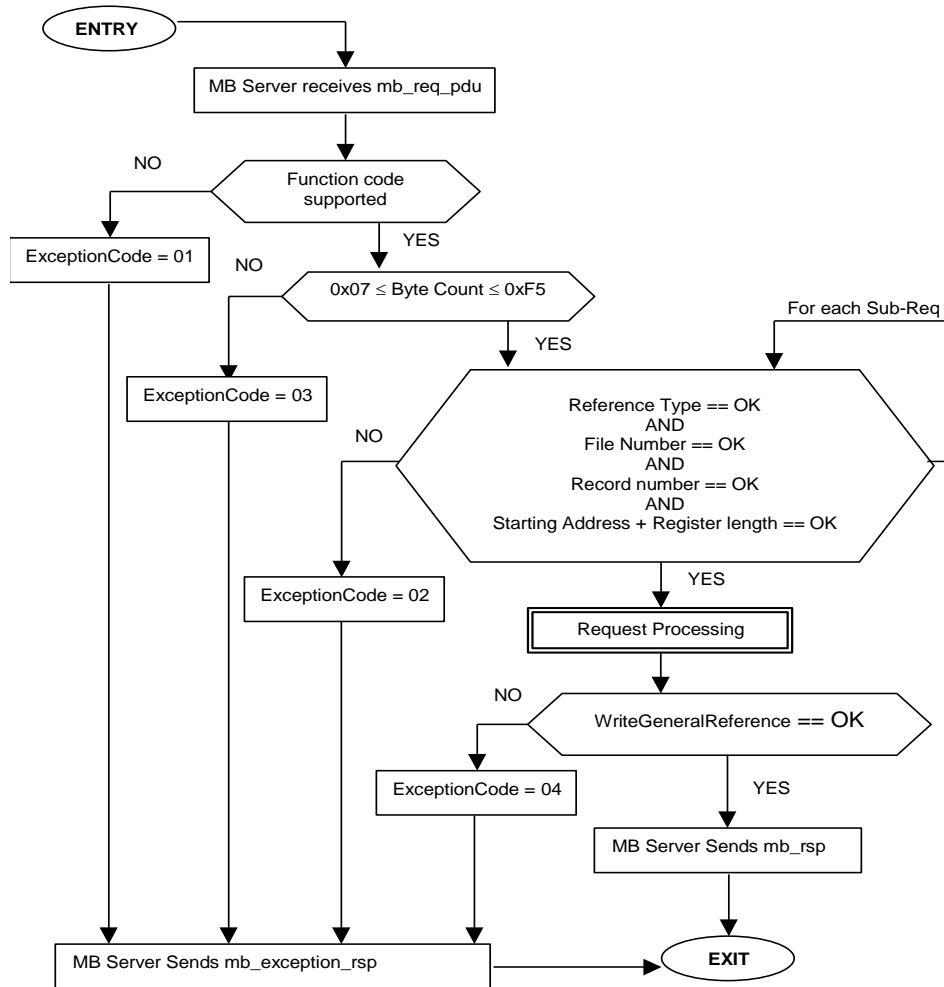 ENTRY
MB Server receives mb_req_pdu
NO
Function code
supported
YES
ExceptionCode = 01
NO
0x07 ≤ Byte Count ≤ 0xF5
For each Sub-Req
YES
ExceptionCode = 03
NO
Reference Type == OK
AND
File Number == OK
AND
Record number == OK
AND
Starting Address + Register length == OK
YES
ExceptionCode = 02
Request Processing
NO
WriteGeneralReference == OK
YES
ExceptionCode = 04
MB Server Sends mb_rsp
MB Server Sends mb_exception_rsp
EXIT